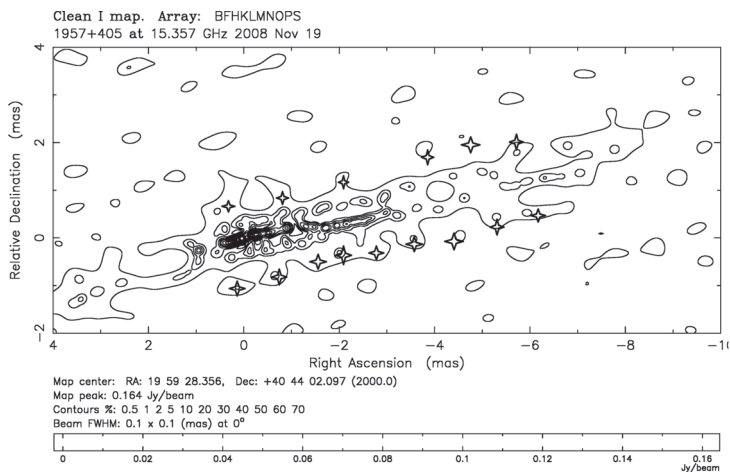 Clean I map. Array: BFHKLMNOPS
1957+405 at 15.357 GHz 2008 Nov 19
4
2
0
−2
Relative Declination (mas)
4 2 0 −2 −4 −6 −8 −10
Right Ascension (mas)
Map center: RA: 19 59 28.356, Dec: +40 44 02.097 (2000.0)
Map peak: 0.164 Jy/beam
Contours %: 0.5 1 2 5 10 20 30 40 50 60 70
Beam FWHM: 0.1 x 0.1 (mas) at 0°
0 0.02 0.04 0.06 0.08 0.1 0.12 0.14 0.16
Jy/beam